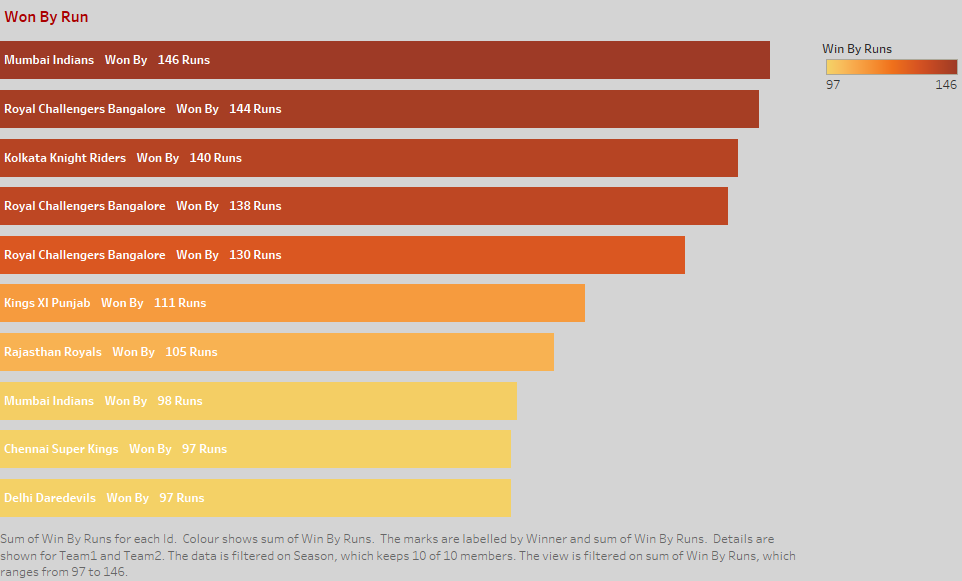 Won By Run
Mumbai Indians Won By 146 Runs
Royal Challengers Bangalore Won By 144 Runs
Kolkata Knight Riders Won By 140 Runs
Royal Challengers Bangalore Won By 138 Runs
Royal Challengers Bangalore Won By 130 Runs
Kings XI Punjab Won By 111 Runs
Rajasthan Royals Won By 105 Runs
Mumbai Indians Won By 98 Runs
Chennai Super Kings Won By 97 Runs
Delhi Daredevils Won By 97 Runs
Win By Runs
97 146
Sum of Win By Runs for each Id. Colour shows sum of Win By Runs. The marks are labelled by Winner and sum of Win By Runs. Details are
shown for Team1 and Team2. The data is filtered on Season, which keeps 10 of 10 members. The view is filtered on sum of Win By Runs, which
ranges from 97 to 146.